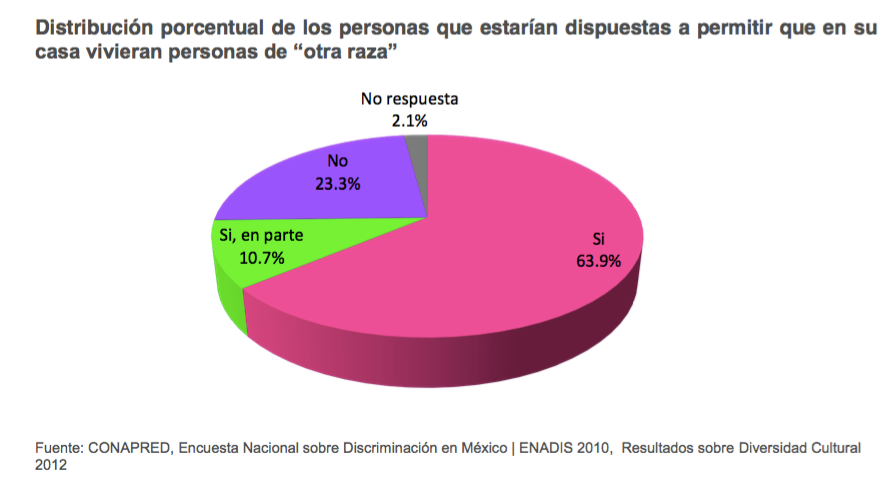 Distribución porcentual de los personas que estarían dispuestas a permitir que en su
casa vivieran personas de “otra raza”
No respuesta
2.1%
No
23.3%
Si, en parte
10.7%
Si
63.9%
Fuente: CONAPRED, Encuesta Nacional sobre Discriminación en México | ENADIS 2010,  Resultados sobre Diversidad Cultural
2012